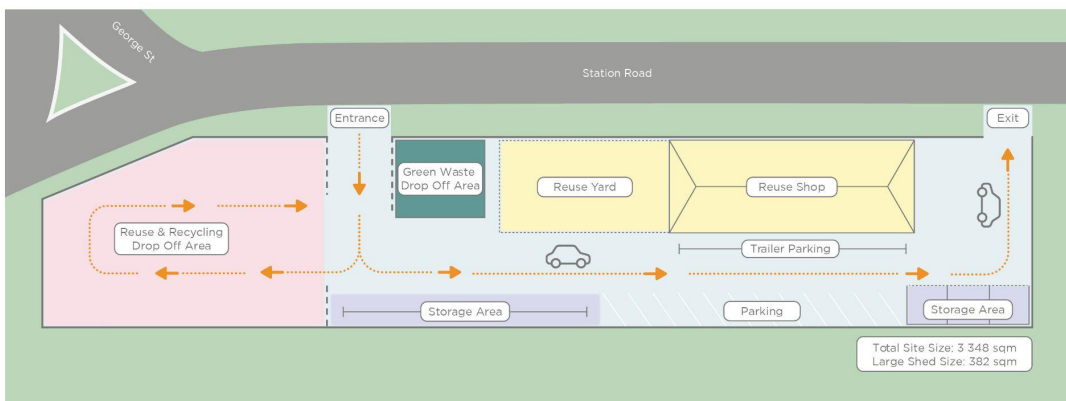 George St
Station Road
Entrance
Exit
Green Waste
Drop Off Area
Reuse Yard
Reuse Shop
Reuse & Recycling
Drop Off Area
Trailer Parking
Storage Area
Parking
Storage Area
Total Site Size: 3 348 sqm
Large Shed Size: 382 sqm